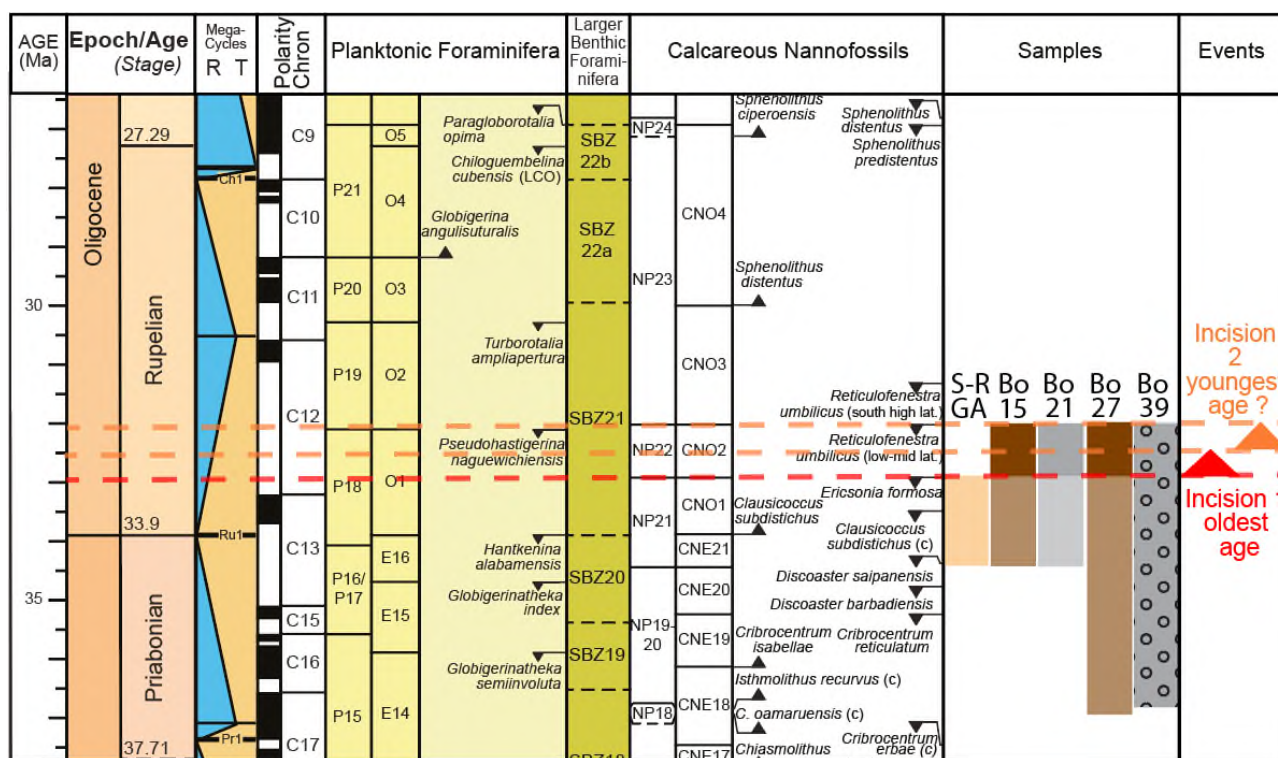 AGE
(Ma)
Epoch/Age
(Stage)
Mega-
Cycles
R T
Polarity
Chron
Planktonic Foraminifera
Larger
Benthic
Forami-
nifera
Calcareous Nannofossils
Samples
Events
30
35
Oligocene
27.29
Rupelian
33.9
Priabonian
37.71
Ch1
Ru1
Pr1
C9
C10
C11
C12
C13
C15
C16
C17
P21
P20
P19
P18
P16/
P17
P15
O5
O4
O3
O2
O1
E16
E15
E14
Paragloborotalia
opima
Chiloguembelina
cubensis (LCO)
Globigerina
angulisuturalis
Turborotalia
ampliapertura
Pseudohastigerina
naguewichiensis
Hantkenina
alabamensis
Globigerinatheka
index
Globigerinatheka
semiinvoluta
SBZ
22b
SBZ
22a
SBZ21
SBZ20
SBZ19
NP24
NP23
NP22
NP21
NP19-
20
NP18
CNO4
CNO3
CNO2
CNO1
CNE21
CNE20
CNE19
CNE18
CNE17
Sphenolithus
ciperoensis
Sphenolithus
distentus
Sphenolithus
predistentus
Sphenolithus
distentus
Reticulofenestra
umbilicus (south high lat.)
Reticulofenestra
umbilicus (low-mid lat.)
Ericsonia formosa
Clausicoccus
subdistichus
Clausicoccus
subdistichus (c)
Discoaster saipanensis
Discoaster barbadiensis
Cribrocentrum
isabellae
Cribrocentrum
reticulatum
Isthmolithus recurvus (c)
C. oamaruensis (c)
Cribrocentrum
erbae (c)
Chiasmolithus
S-R
GA
Bo
15
Bo
21
Bo
27
Bo
39
Incision
2
youngest
age ?
Incision 1
oldest
age